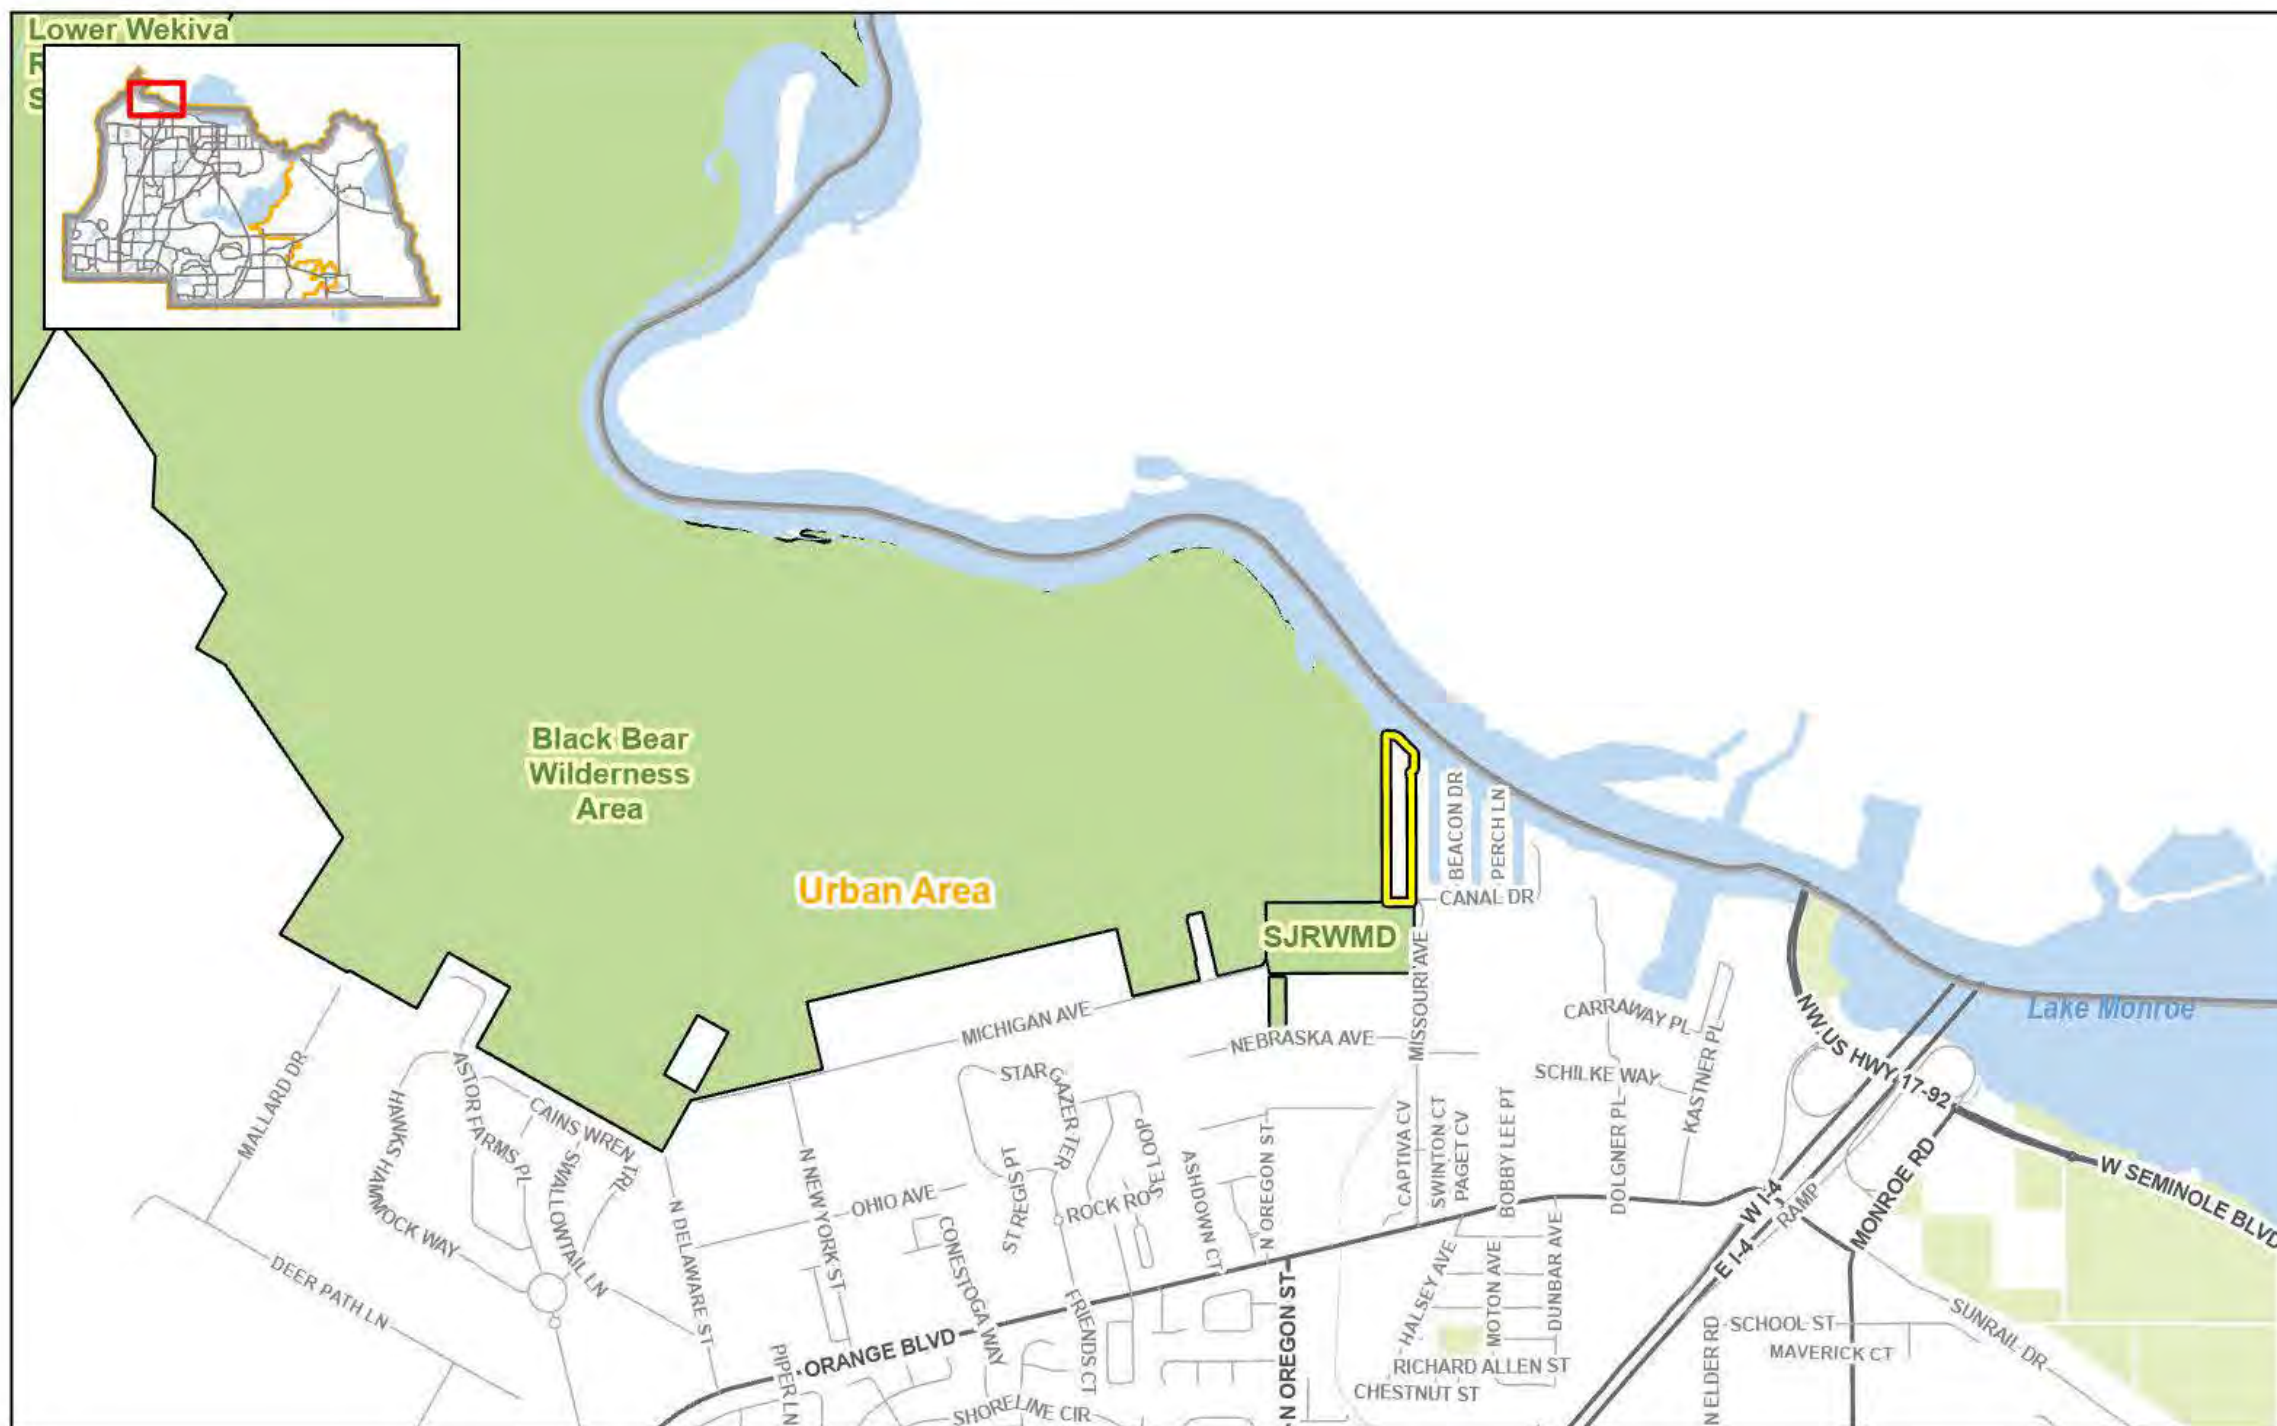 Lower Wekiva
R
S
Black Bear
Wilderness
Area
Urban Area
BEACON DR
PERCH LN
CANAL DR
SJRWMD
MISSOURI AVE
Lake Monroe
NW US HWY 17-92
CARRAWAY PL
MICHIGAN AVE
NEBRASKA AVE
SCHILKE WAY
KASTNER PL
DOLGNER PL
MALLARD DR
HAWKS HAMMOCK WAY
ASTOR FARMS PL
CAINS WREN TRL
SWALLOWTAIL LN
STAR GAZER TER
ST REGIS PT
ROCK ROSE LOOP
ASHDOWN CT
N OREGON ST
CAPTIVA CV
SWINTON CT
PAGET CV
BOBBY LEE PT
MONROE RD
W SEMINOLE BLVD
W I-4
RAMP
E I-4
N NEW YORK ST
OHIO AVE
N DELAWARE ST
CONESTOGA WAY
FRIENDS CT
DEER PATH LN
ORANGE BLVD
PIPER LN
SHORELINE CIR
N OREGON ST
HALSEY AVE
MOTON AVE
DUNBAR AVE
RICHARD ALLEN ST
CHESTNUT ST
N ELDER RD
SCHOOL ST
MAVERICK CT
SUNRAIL DR